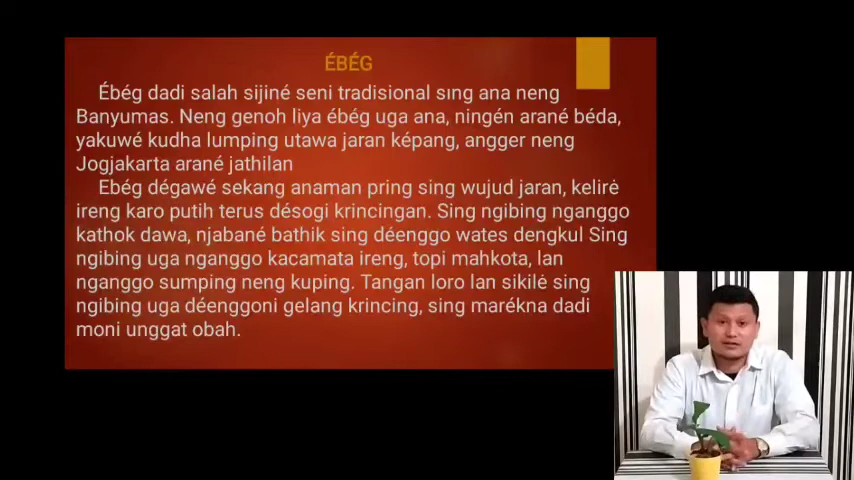 ÉBÉG
Ébég dadi salah sijiné seni tradisional sıng ana neng
Banyumas. Neng genoh liya ébég uga ana, ningén arané béda,
yakuwé kudha lumping utawa jaran képang, angger neng
Jogjakarta arané jathilan
Ebég dégawé sekang anaman pring sing wujud jaran, kelirė
ireng karo putih terus désogi krincingan. Sing ngibing nganggo
kathok dawa, njabané bathik sing déenggo wates dengkul Sing
ngibing uga nganggo kacamata ireng, topi mahkota, lan
nganggo sumping neng kuping. Tangan loro lan sikilė sing
ngibing uga déenggoni gelang krincing, sing marékna dadi
moni unggat obah.